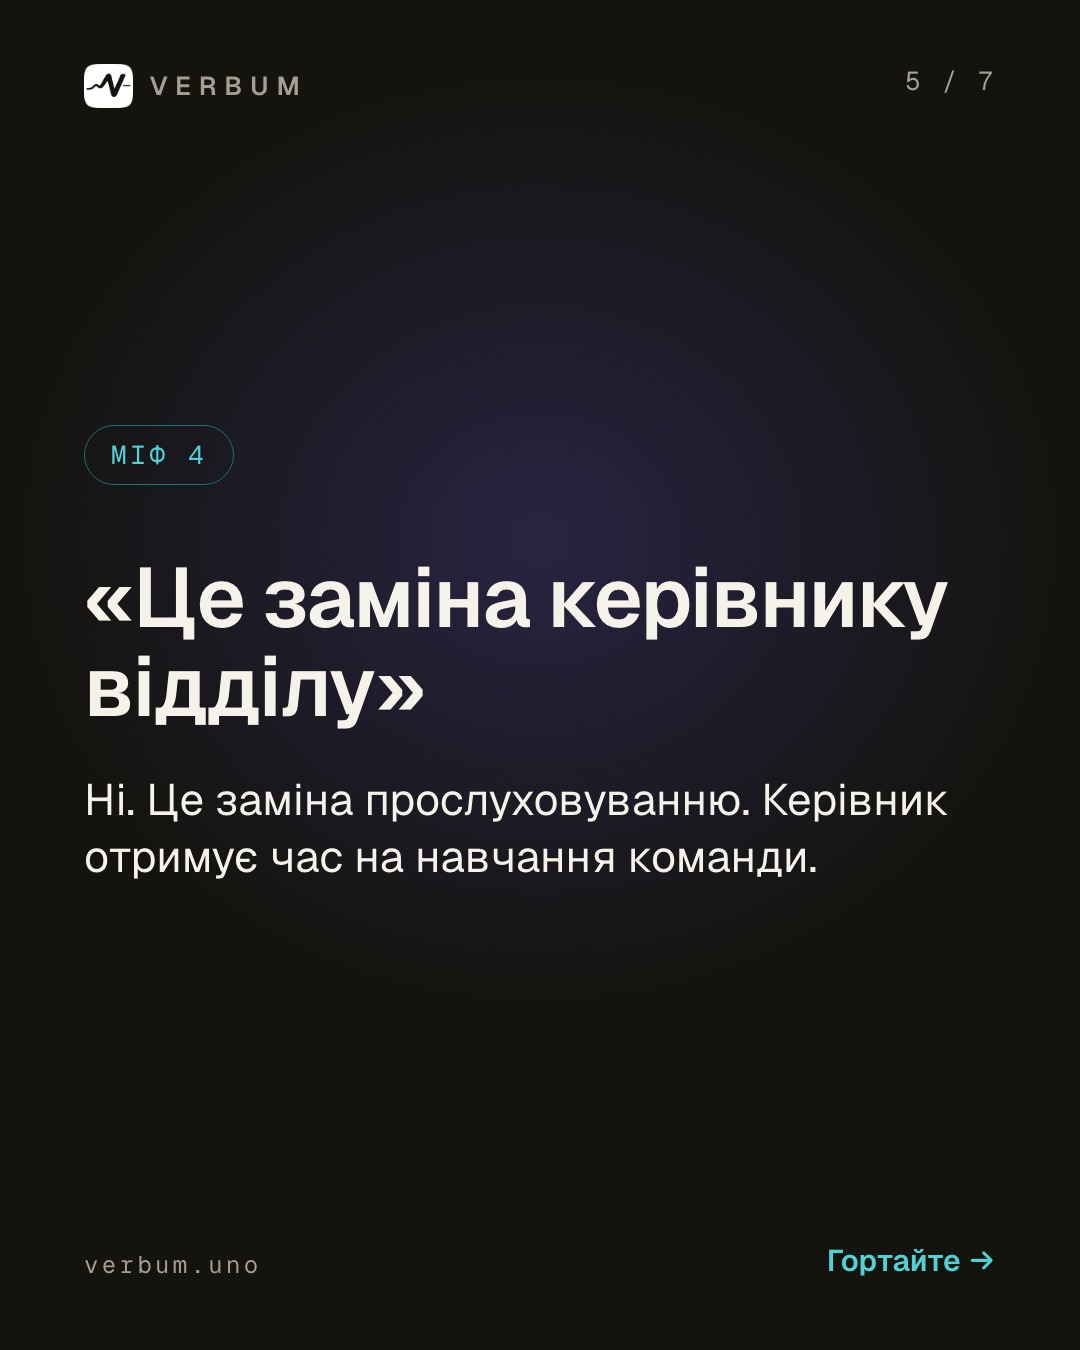 VERBUM
5 / 7
МІФ 4
«Це заміна керівнику
відділу»
Ні. Це заміна прослуховуванню. Керівник
отримує час на навчання команди.
verbum.uno
Гортайте →